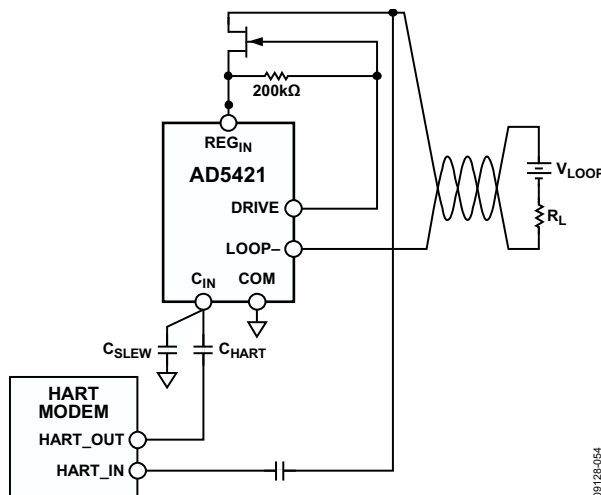 200kΩ
REGIN
AD5421
VLOOP
DRIVE
RL
LOOP–
CIN
COM
CSLEW
CHART
HART
MODEM
HART_OUT
HART_IN
09128-054